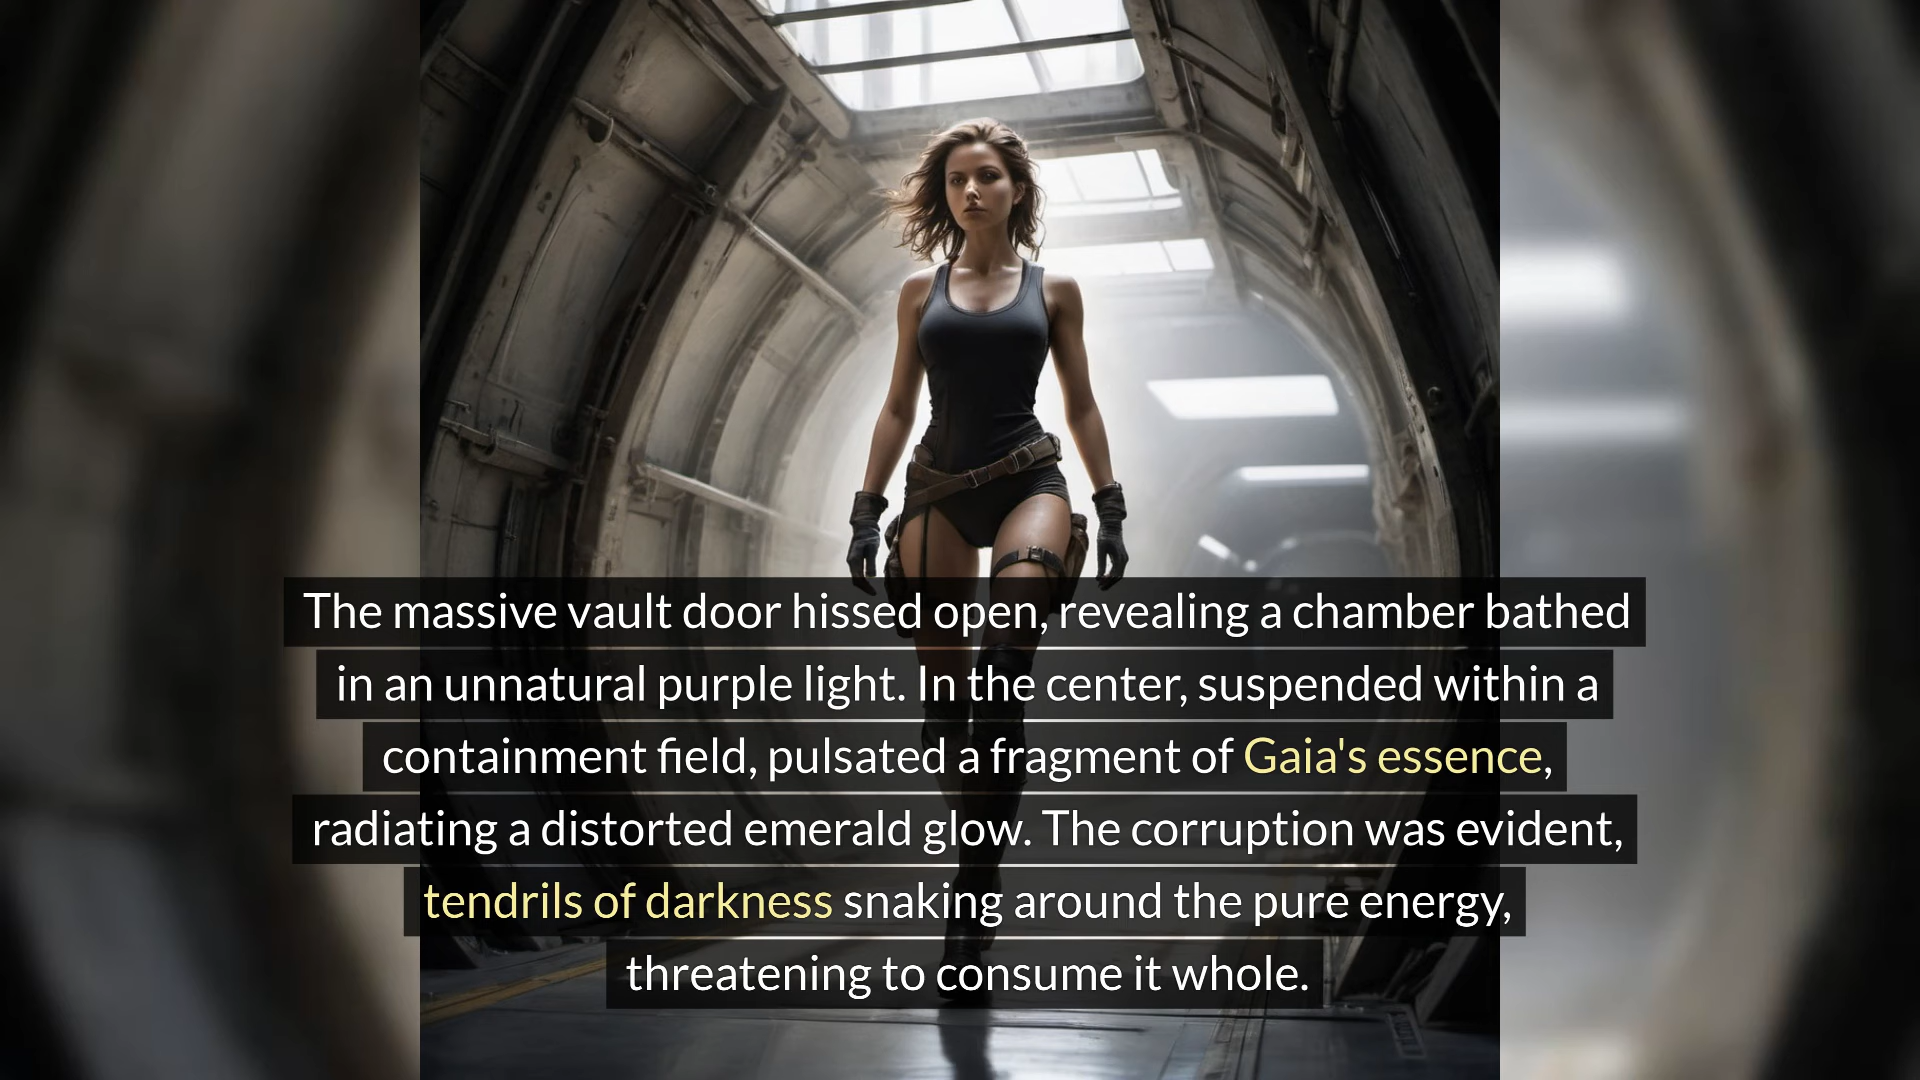 The massive vault door hissed open, revealing a chamber bathed
in an unnatural purple light. In the center, suspended within a
containment field, pulsated a fragment of Gaia's essence,
radiating a distorted emerald glow. The corruption was evident,
tendrils of darkness snaking around the pure energy,
threatening to consume it whole.